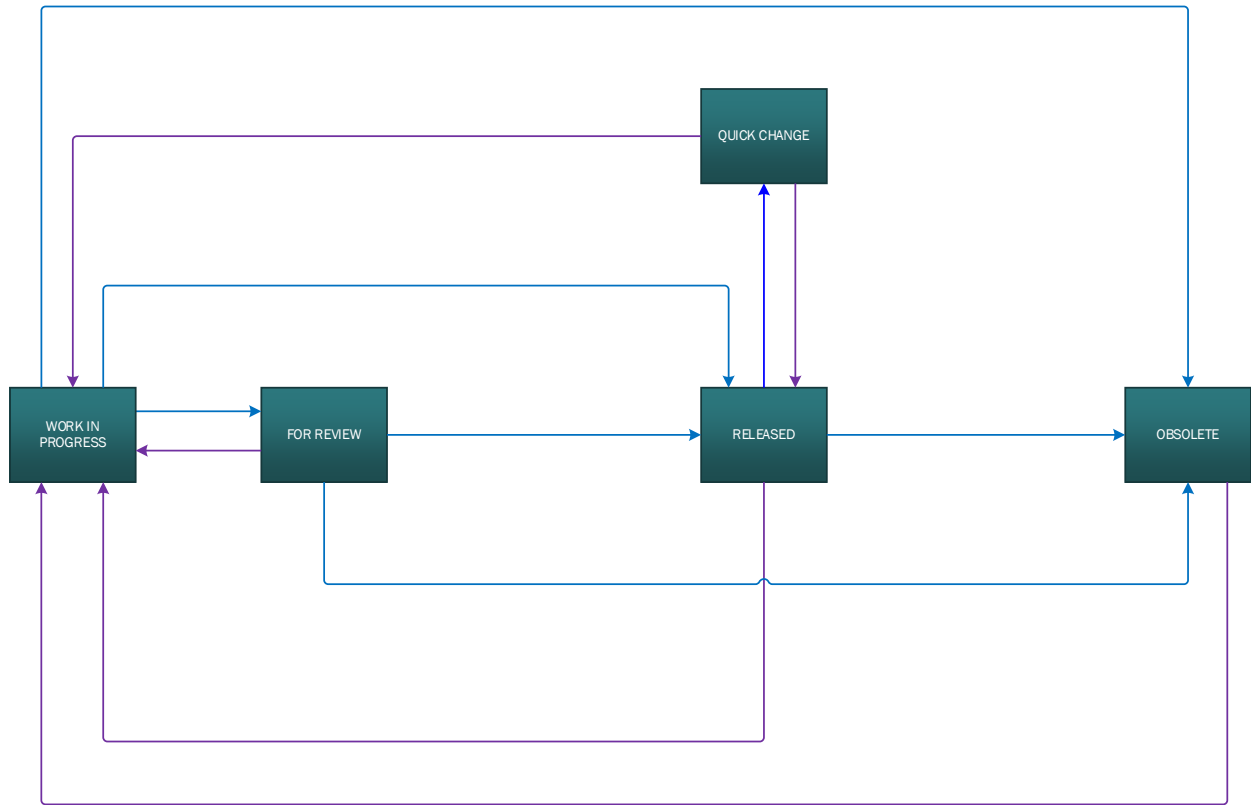 QUICK CHANGE
WORK IN
PROGRESS
FOR REVIEW
RELEASED
OBSOLETE